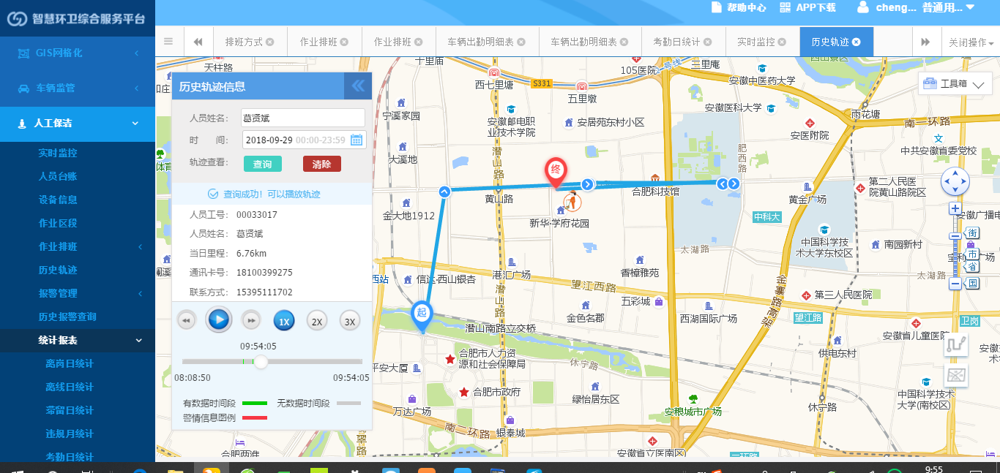 智慧环卫综合服务平台
帮助中心
APP下载
cheng... 普通用...
排班方式
作业排班
作业排班
车辆出勤明细表
车辆出勤明细表
考勤日统计
实时监控
历史轨迹
关闭操作
GIS网格化
车辆监管
人工保洁
实时监控
人员台账
设备信息
作业区段
作业排班
历史轨迹
报警管理
历史报警查询
统计报表
离岗日统计
离线日统计
滞留日统计
违规月统计
考勤日统计
历史轨迹信息
人员姓名: 葛贤斌
时 间: 2018-09-29 00:00-23:59
轨迹查看: 查询 清除
查询成功！可以播放轨迹
人员工号: 00033017
人员姓名: 葛贤斌
当日里程: 6.76km
通讯卡号: 18100399275
联系方式: 15395111702
1X 2X 3X
09:54:05
08:08:50 09:54:05
有数据时间段 无数据时间段
警情信息图例
工具箱
天柱路
十里庙
西七里塘
S331
五里墩
105医院
1号线
三里庵
安徽中医药大学
西山景区
宁溪家园
安徽邮电职
业技术学院
安居苑东村小区
安徽医科大学
安医附院
雨花塘
南一环路
中共安徽省委党校
大溪地
潜山路
肥西路
终
黄山路
合肥科技馆
黄金广场
第二人民医
院黄山路院区
金大地1912
新华·学府花园
中科大
安徽广播电
中国科学技
术大学东校区
南园新村
太湖路
太湖路
街
市
省
国
西站
信达·西山银杏
港汇广场
香樟雅苑
望江西路
潜山路
五彩城
金寨路高架
第三人民医院
起
金色名郡
西湖国际广场
望江路
卫岗
潜山南路立交桥
安徽省儿童医院
供电东村
合肥市人力资
源和社会保障局
休宁路
平安大厦
合肥市政府
绿怡居东区
万达广场
安粮城市广场
休宁路
中国科学技术
大学(南校区)
南一环路
银泰城
合肥西准
安徽省立医南区)
一环路
9:55